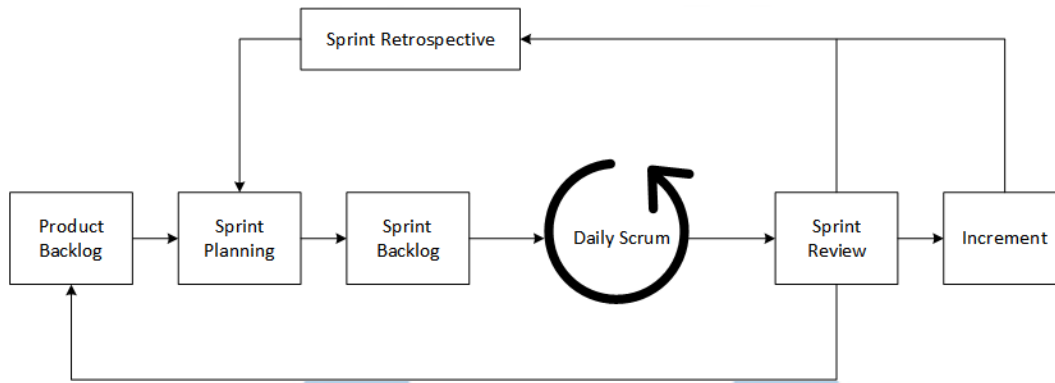 Sprint Retrospective
Product
Backlog
Sprint
Planning
Sprint
Backlog
Daily Scrum
Sprint
Review
Increment